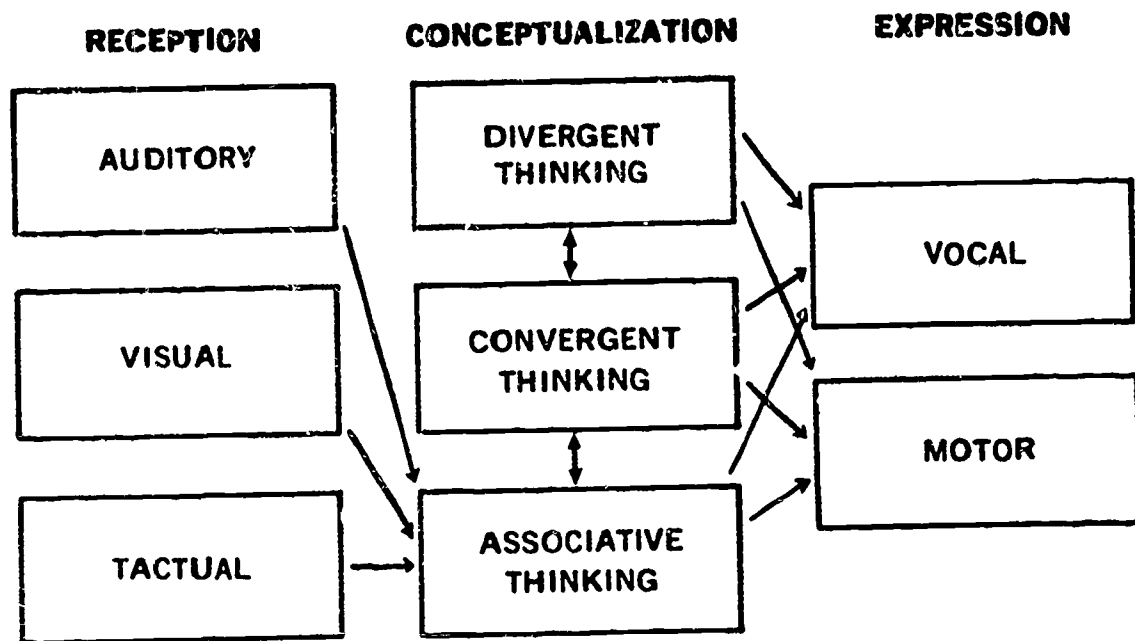 RECEPTION
CONCEPTUALIZATION
EXPRESSION
AUDITORY
VISUAL
TACTUAL
DIVERGENT
THINKING
CONVERGENT
THINKING
ASSOCIATIVE
THINKING
VOCAL
MOTOR